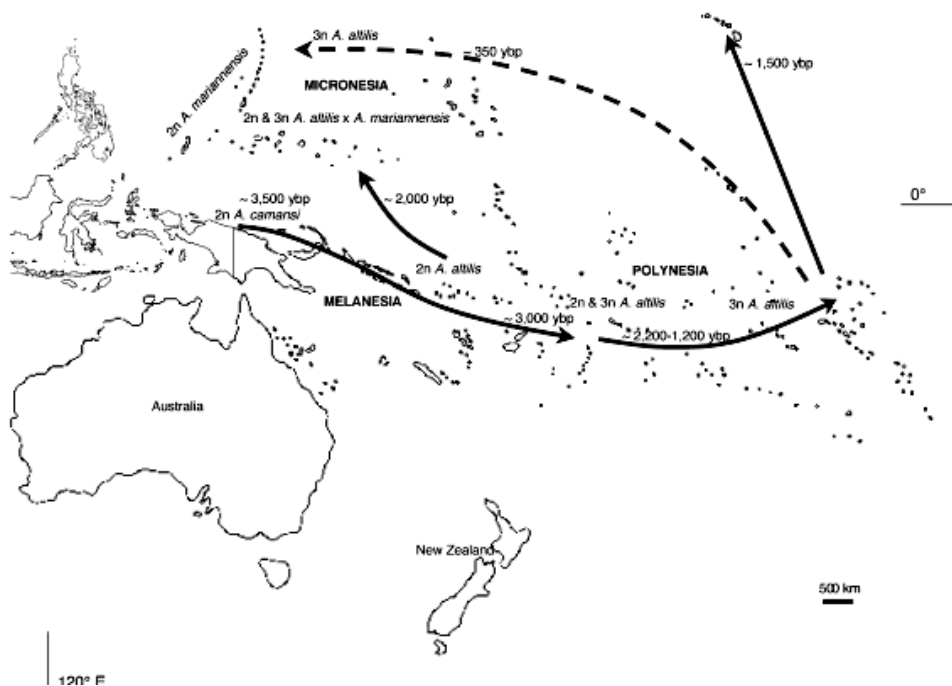 3n A. altilis
~350 ybp
~ 1,500 ybp
MICRONESIA
2n A. mariannensis
2n & 3n A. altilis x A. mariannensis
~ 3,500 ybp
~ 2,000 ybp
0°
2n A. camansi
2n A. altilis
POLYNESIA
MELANESIA
2n & 3n A. altilis
3n A. altilis
~ 3,000 ybp
~ 2,200-1,200 ybp
Australia
New Zealand
500 km
120° E